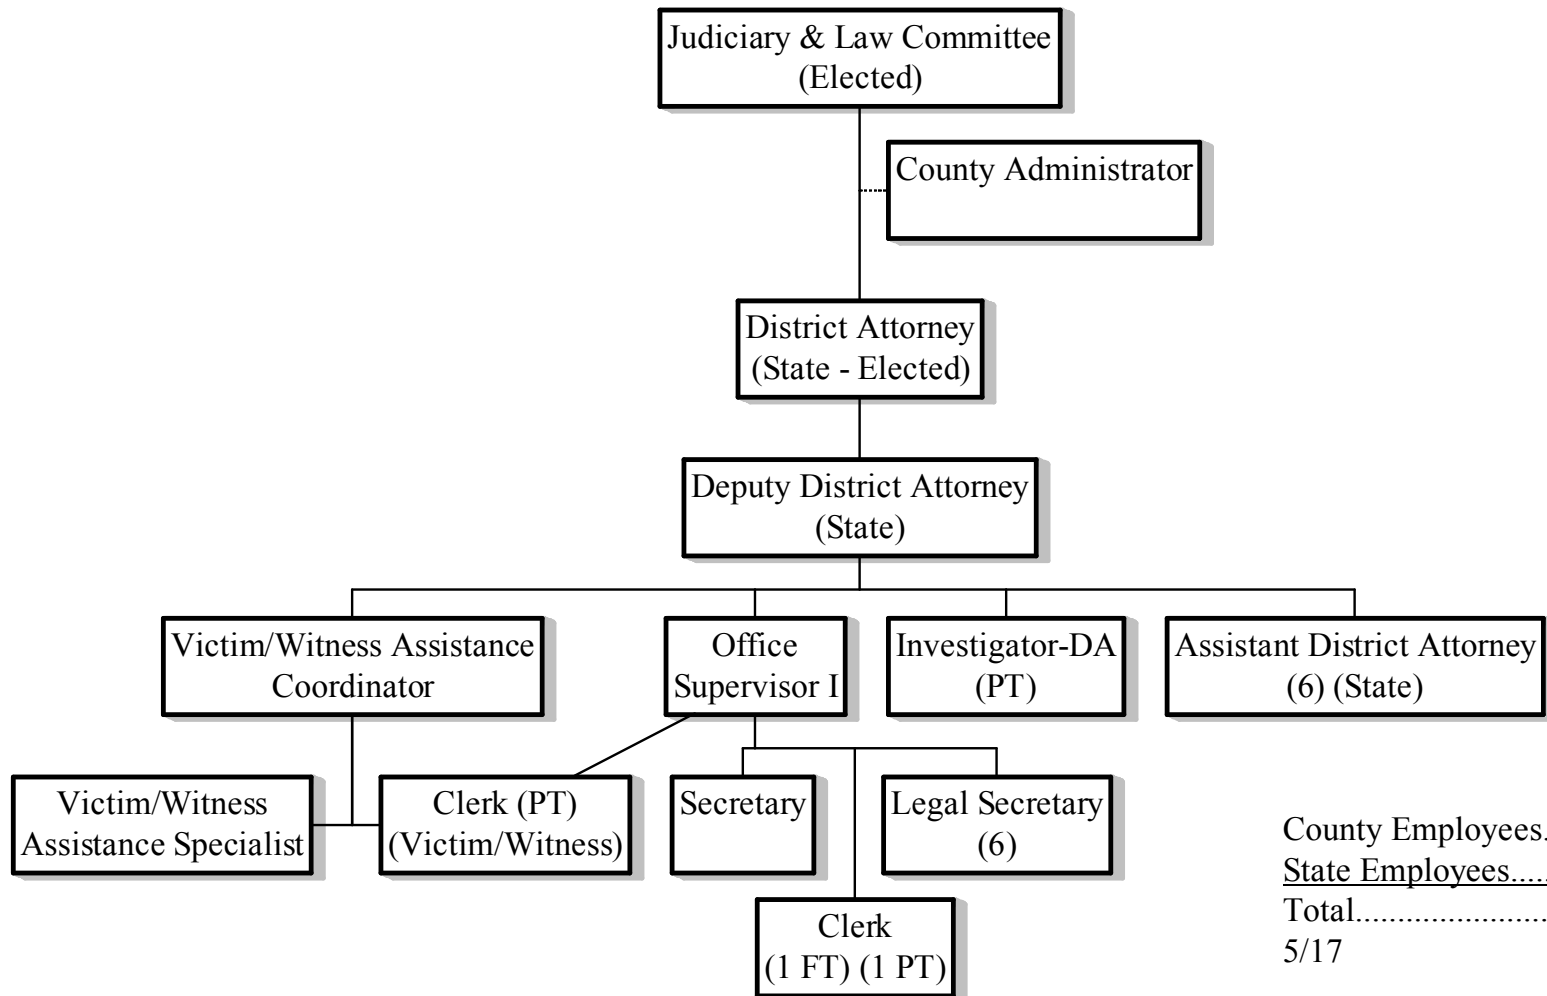 Judiciary & Law Committee
(Elected)
County Administrator
District Attorney
(State - Elected)
Deputy District Attorney
(State)
Victim/Witness Assistance
Coordinator
Office
Supervisor I
Investigator-DA
(PT)
Assistant District Attorney
(6) (State)
Victim/Witness
Assistance Specialist
Clerk (PT)
(Victim/Witness)
Secretary
Legal Secretary
(6)
Clerk
(1 FT) (1 PT)
County Employees.
State Employees.....
Total.......................
5/17